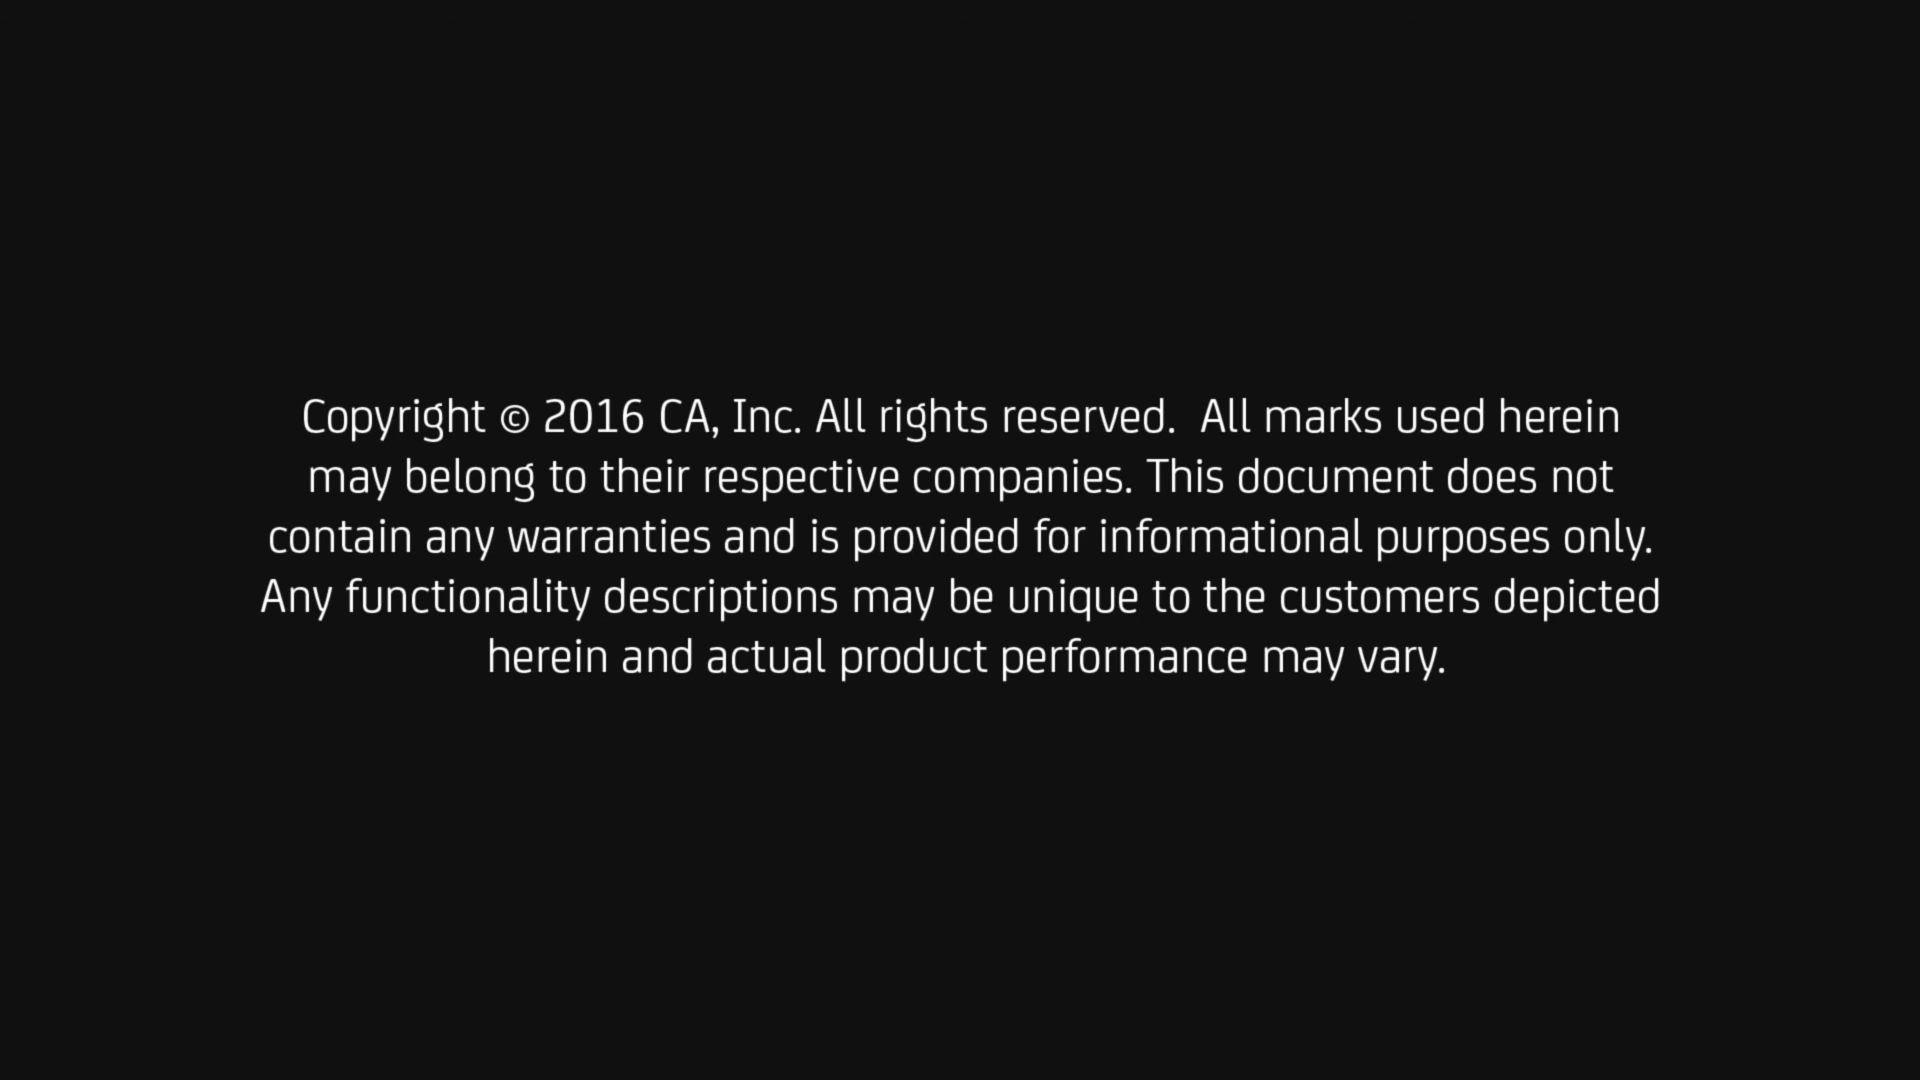 Copyright © 2016 CA, Inc. All rights reserved.  All marks used herein
may belong to their respective companies. This document does not
contain any warranties and is provided for informational purposes only.
Any functionality descriptions may be unique to the customers depicted
herein and actual product performance may vary.